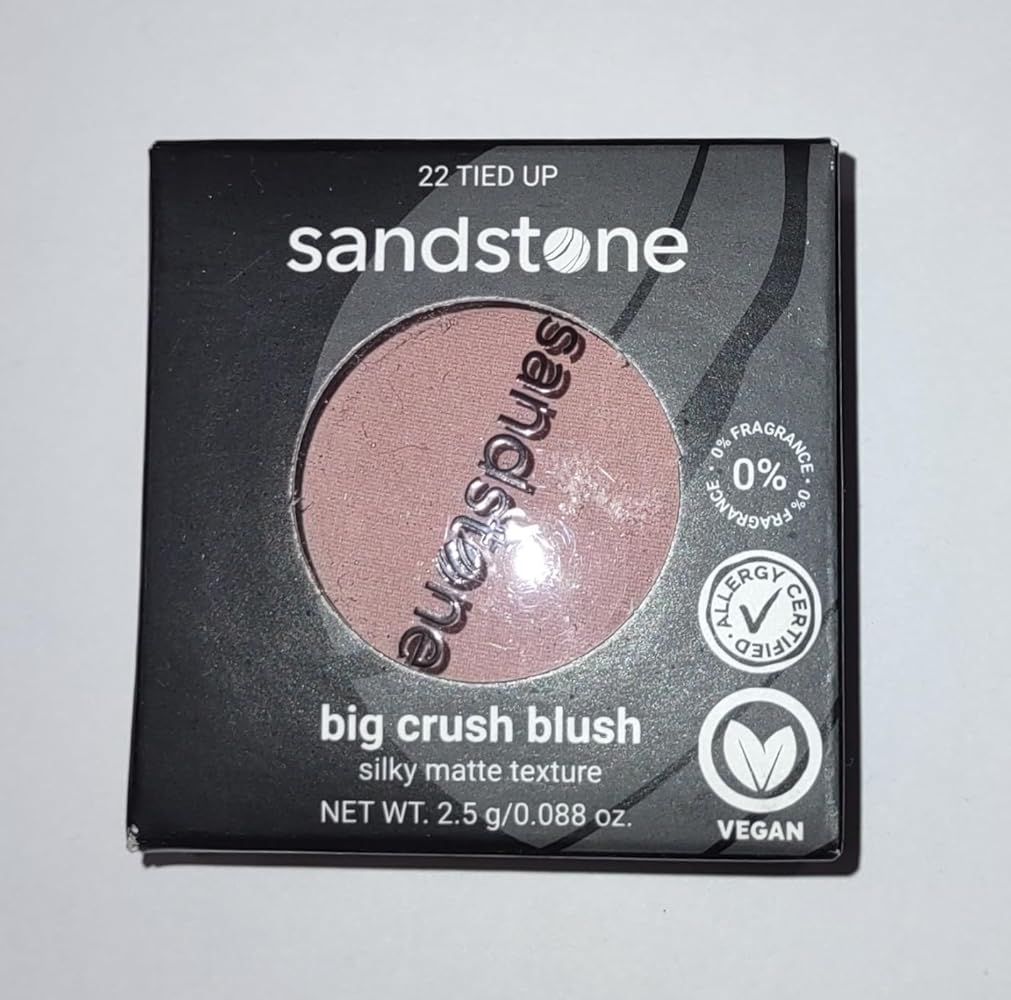 22 TIED UP
sandstone
sandstone
0% FRAGRANCE • 0% FRAGRANCE •
0%
ALLERGY CERTIFIED •
big crush blush
silky matte texture
NET WT. 2.5 g/0.088 oz.
VEGAN